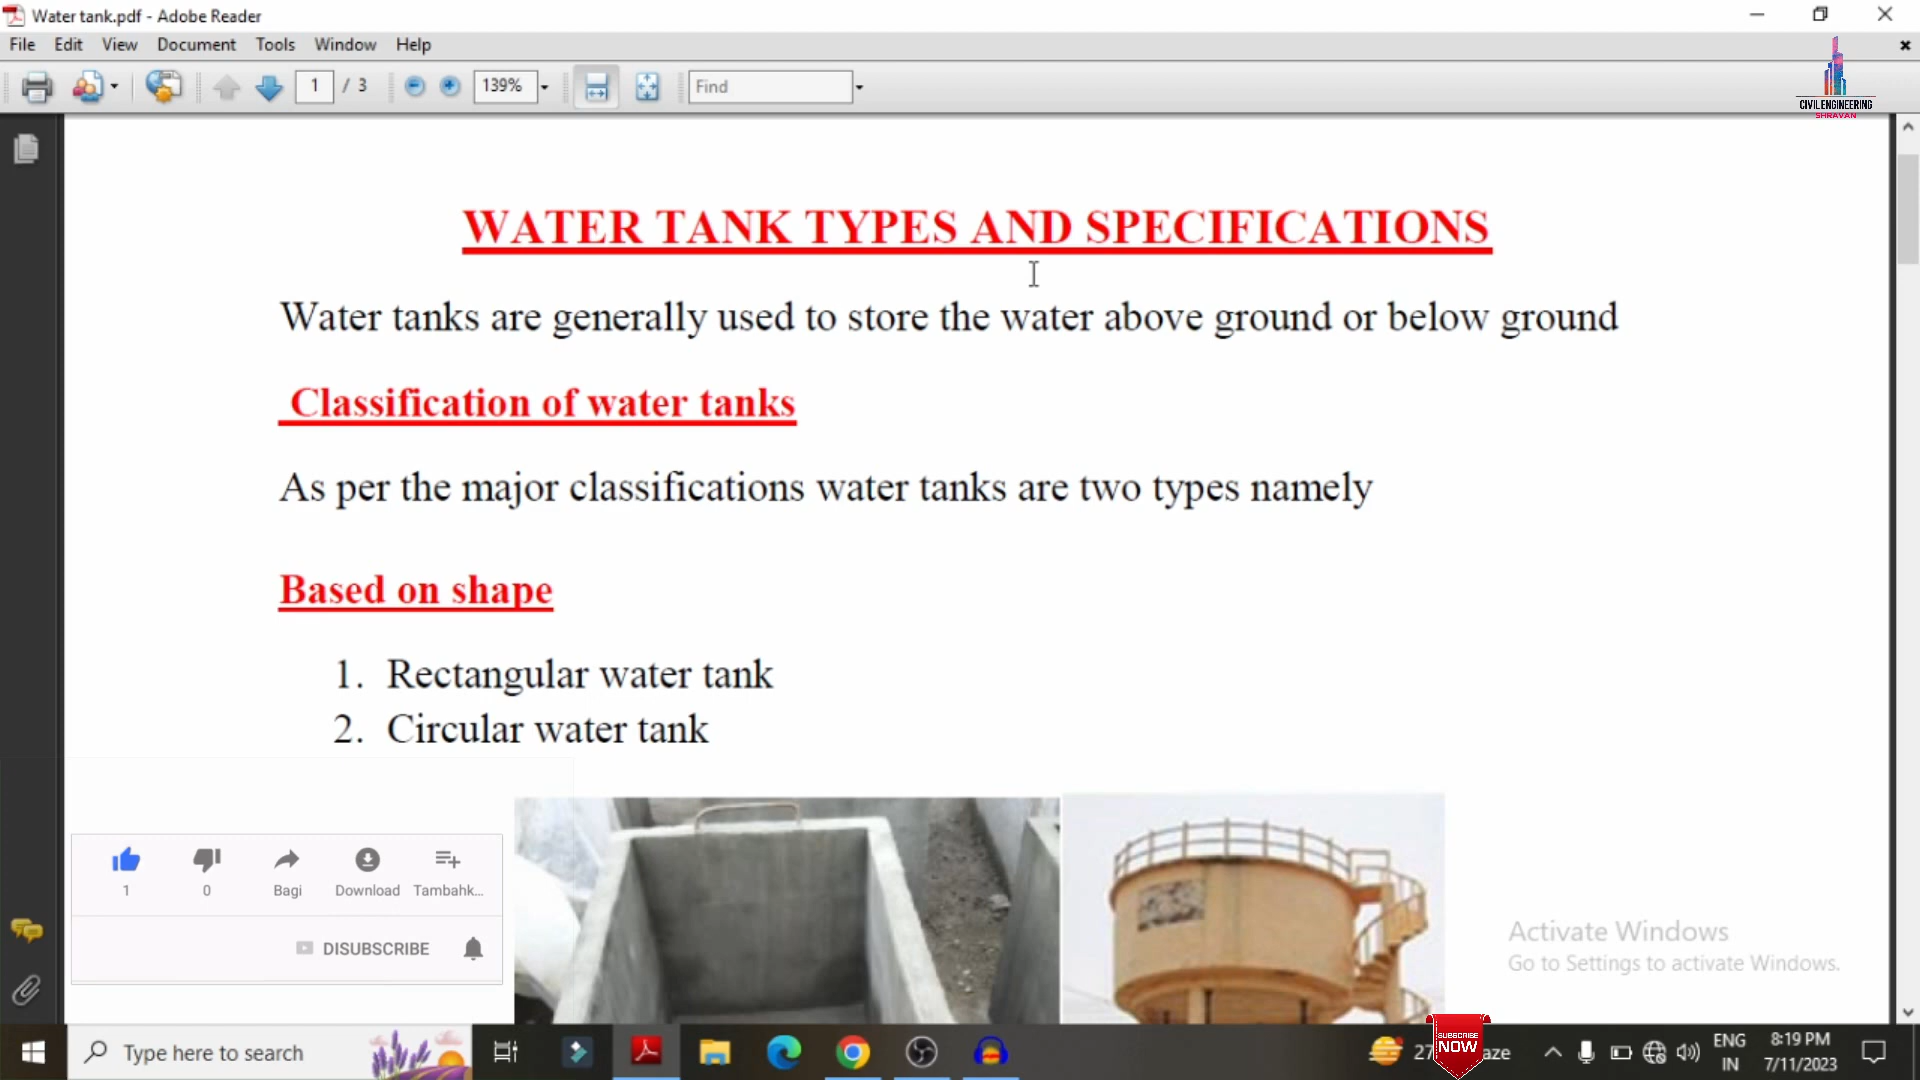 Water tank.pdf - Adobe Reader
File Edit View Document Tools Window Help
1 / 3 139% Find
CIVIL ENGINEERING
SHRAVAN
WATER TANK TYPES AND SPECIFICATIONS
Water tanks are generally used to store the water above ground or below ground
Classification of water tanks
As per the major classifications water tanks are two types namely
Based on shape
1. Rectangular water tank
2. Circular water tank
1 0 Bagi Download Tambahk...
DISUBSCRIBE
Activate Windows
Go to Settings to activate Windows.
Type here to search
SUBSCRIBE
NOW
ENG
IN
8:19 PM
7/11/2023